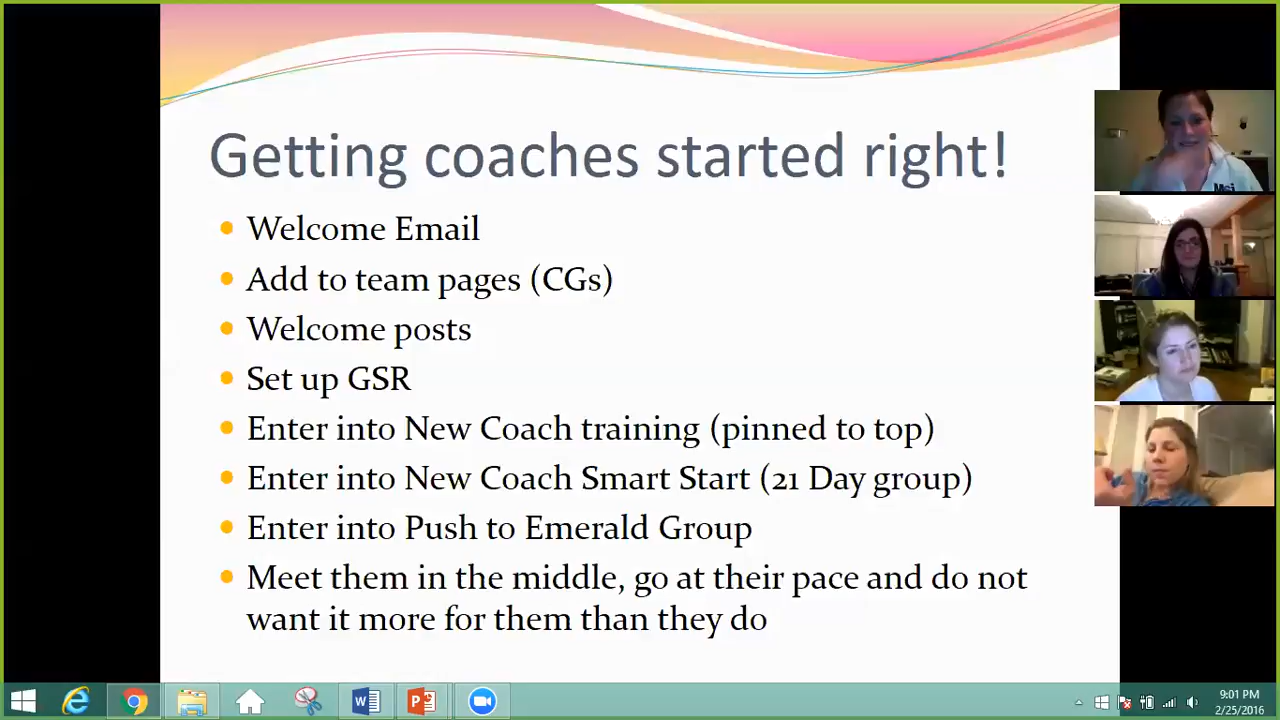 Getting coaches started right!
Welcome Email
Add to team pages (CGs)
Welcome posts
Set up GSR
Enter into New Coach training (pinned to top)
Enter into New Coach Smart Start (21 Day group)
Enter into Push to Emerald Group
Meet them in the middle, go at their pace and do not
want it more for them than they do
9:01 PM
2/25/2016